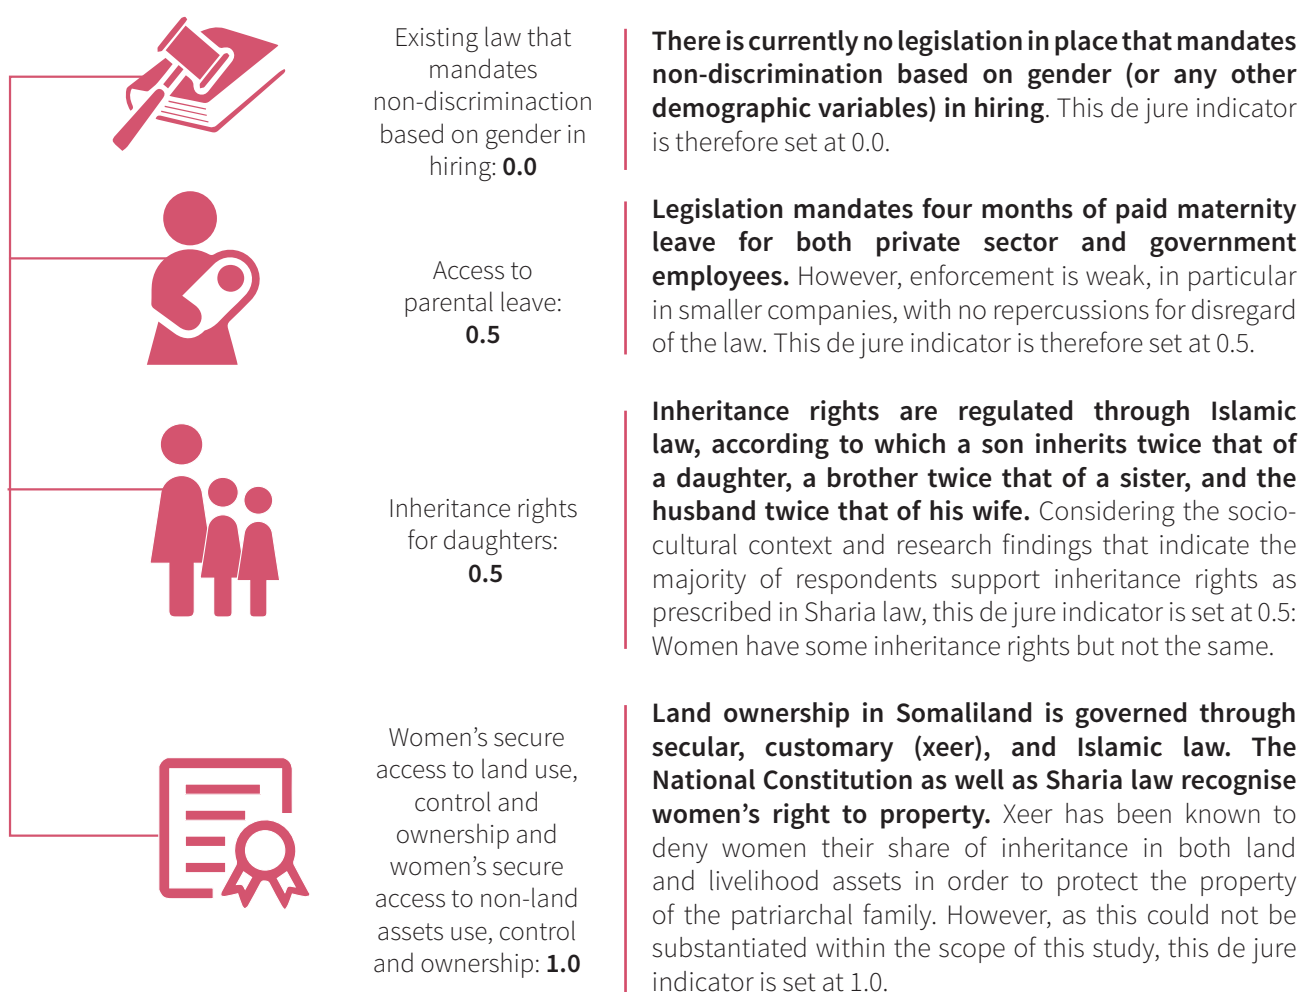 Existing law that
mandates
non-discriminaction
based on gender in
hiring: 0.0
There is currently no legislation in place that mandates
non-discrimination based on gender (or any other
demographic variables) in hiring. This de jure indicator
is therefore set at 0.0.
Access to
parental leave:
0.5
Legislation mandates four months of paid maternity
leave for both private sector and government
employees. However, enforcement is weak, in particular
in smaller companies, with no repercussions for disregard
of the law. This de jure indicator is therefore set at 0.5.
Inheritance rights
for daughters:
0.5
Inheritance rights are regulated through Islamic
law, according to which a son inherits twice that of
a daughter, a brother twice that of a sister, and the
husband twice that of his wife. Considering the socio-
cultural context and research findings that indicate the
majority of respondents support inheritance rights as
prescribed in Sharia law, this de jure indicator is set at 0.5:
Women have some inheritance rights but not the same.
Women's secure
access to land use,
control and
ownership and
women's secure
access to non-land
assets use, control
and ownership: 1.0
Land ownership in Somaliland is governed through
secular, customary (xeer), and Islamic law. The
National Constitution as well as Sharia law recognise
women's right to property. Xeer has been known to
deny women their share of inheritance in both land
and livelihood assets in order to protect the property
of the patriarchal family. However, as this could not be
substantiated within the scope of this study, this de jure
indicator is set at 1.0.